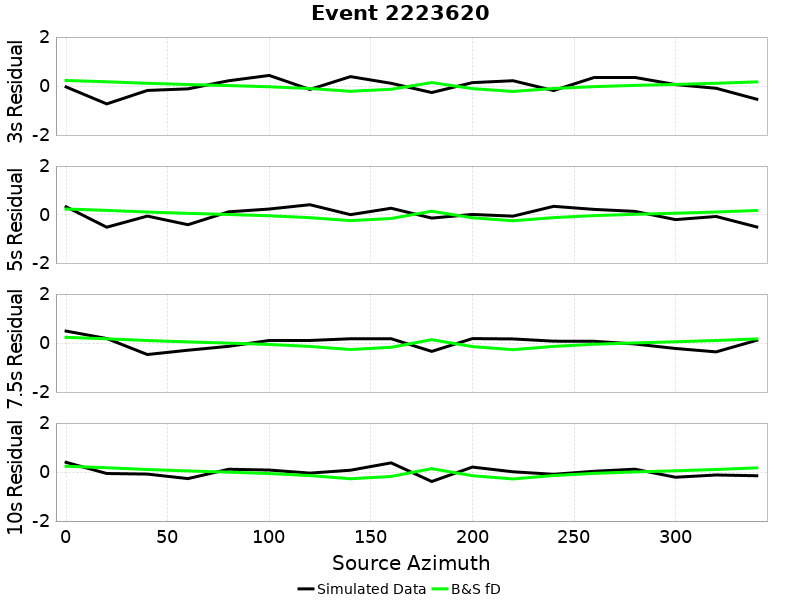 Event 2223620
3s Residual
2
0
-2
5s Residual
2
0
-2
7.5s Residual
2
0
-2
10s Residual
2
0
-2
0 50 100 150 200 250 300
Source Azimuth
Simulated Data B&S fD